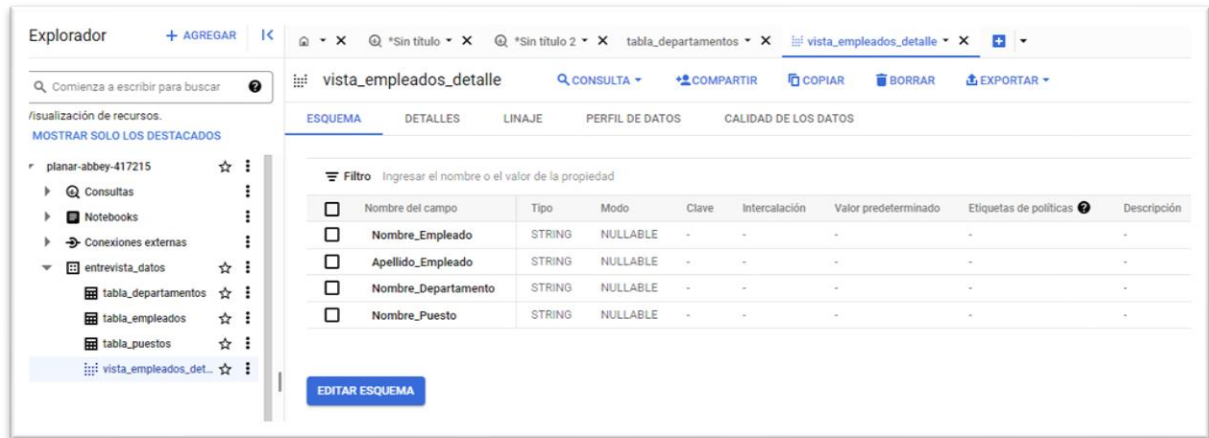 Explorador
+ AGREGAR
Comienza a escribir para buscar
/isualización de recursos.
MOSTRAR SOLO LOS DESTACADOS
planar-abbey-417215
Consultas
Notebooks
Conexiones externas
entrevista_datos
tabla_departamentos
tabla_empleados
tabla_puestos
vista_empleados_det...
*Sin título
*Sin título 2
tabla_departamentos
vista_empleados_detalle
vista_empleados_detalle
CONSULTA
COMPARTIR
COPIAR
BORRAR
EXPORTAR
ESQUEMA DETALLES LINAJE PERFIL DE DATOS CALIDAD DE LOS DATOS
Filtro Ingresar el nombre o el valor de la propiedad
Nombre del campo Tipo Modo Clave Intercalación Valor predeterminado Etiquetas de políticas Descripción
Nombre_Empleado STRING NULLABLE - - - - -
Apellido_Empleado STRING NULLABLE - - - - -
Nombre_Departamento STRING NULLABLE - - - - -
Nombre_Puesto STRING NULLABLE - - - - -
EDITAR ESQUEMA